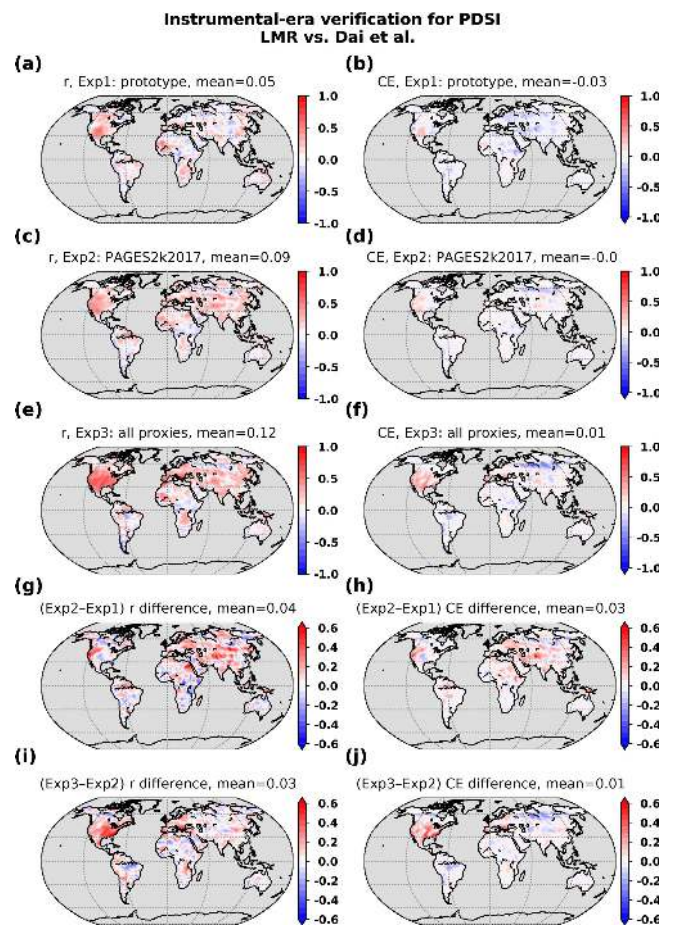 Instrumental-era verification for PDSI
LMR vs. Dai et al.
(a)
r, Exp1: prototype, mean=0.05
1.0
0.5
0.0
-0.5
-1.0
(b)
CE, Exp1: prototype, mean=-0.03
1.0
0.5
0.0
-0.5
-1.0
(c)
r, Exp2: PAGES2k2017, mean=0.09
1.0
0.5
0.0
-0.5
-1.0
(d)
CE, Exp2: PAGES2k2017, mean=-0.0
1.0
0.5
0.0
-0.5
-1.0
(e)
r, Exp3: all proxies, mean=0.12
1.0
0.5
0.0
-0.5
-1.0
(f)
CE, Exp3: all proxies, mean=0.01
1.0
0.5
0.0
-0.5
-1.0
(g)
(Exp2–Exp1) r difference, mean=0.04
0.6
0.4
0.2
0.0
-0.2
-0.4
-0.6
(h)
(Exp2–Exp1) CE difference, mean=0.03
0.6
0.4
0.2
0.0
-0.2
-0.4
-0.6
(i)
(Exp3–Exp2) r difference, mean=0.03
0.6
0.4
0.2
0.0
-0.2
-0.4
-0.6
(j)
(Exp3–Exp2) CE difference, mean=0.01
0.6
0.4
0.2
0.0
-0.2
-0.4
-0.6